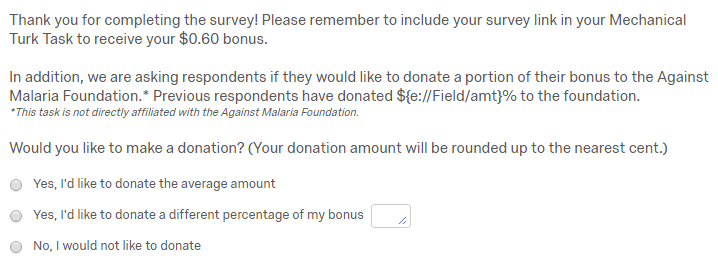 Thank you for completing the survey! Please remember to include your survey link in your Mechanical
Turk Task to receive your $0.60 bonus.
In addition, we are asking respondents if they would like to donate a portion of their bonus to the Against
Malaria Foundation.* Previous respondents have donated ${e://Field/amt}% to the foundation.
*This task is not directly affiliated with the Against Malaria Foundation.
Would you like to make a donation? (Your donation amount will be rounded up to the nearest cent.)
Yes, I'd like to donate the average amount
Yes, I'd like to donate a different percentage of my bonus
No, I would not like to donate